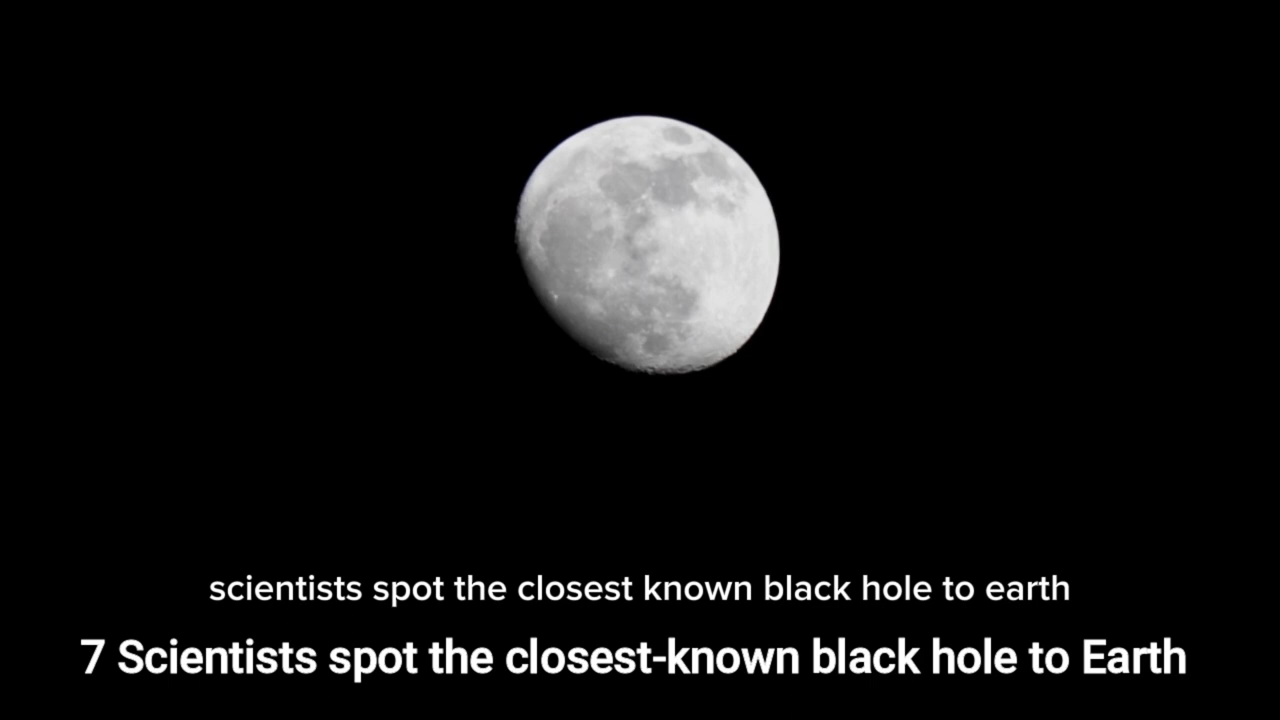 scientists spot the closest known black hole to earth
7 Scientists spot the closest-known black hole to Earth